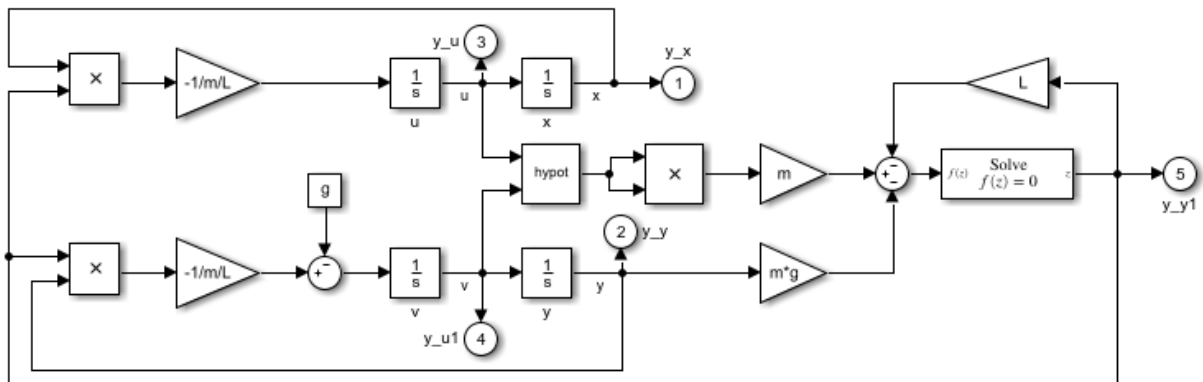 y_u
3
y_x
×
-1/m/L
1
s
u
u
1
s
x
x
1
L
hypot
×
m
+
−
−
f(z)
Solve
f(z) = 0
z
5
y_y1
g
2
y_y
×
-1/m/L
+
−
1
s
v
v
1
s
y
y
m*g
y_u1
4